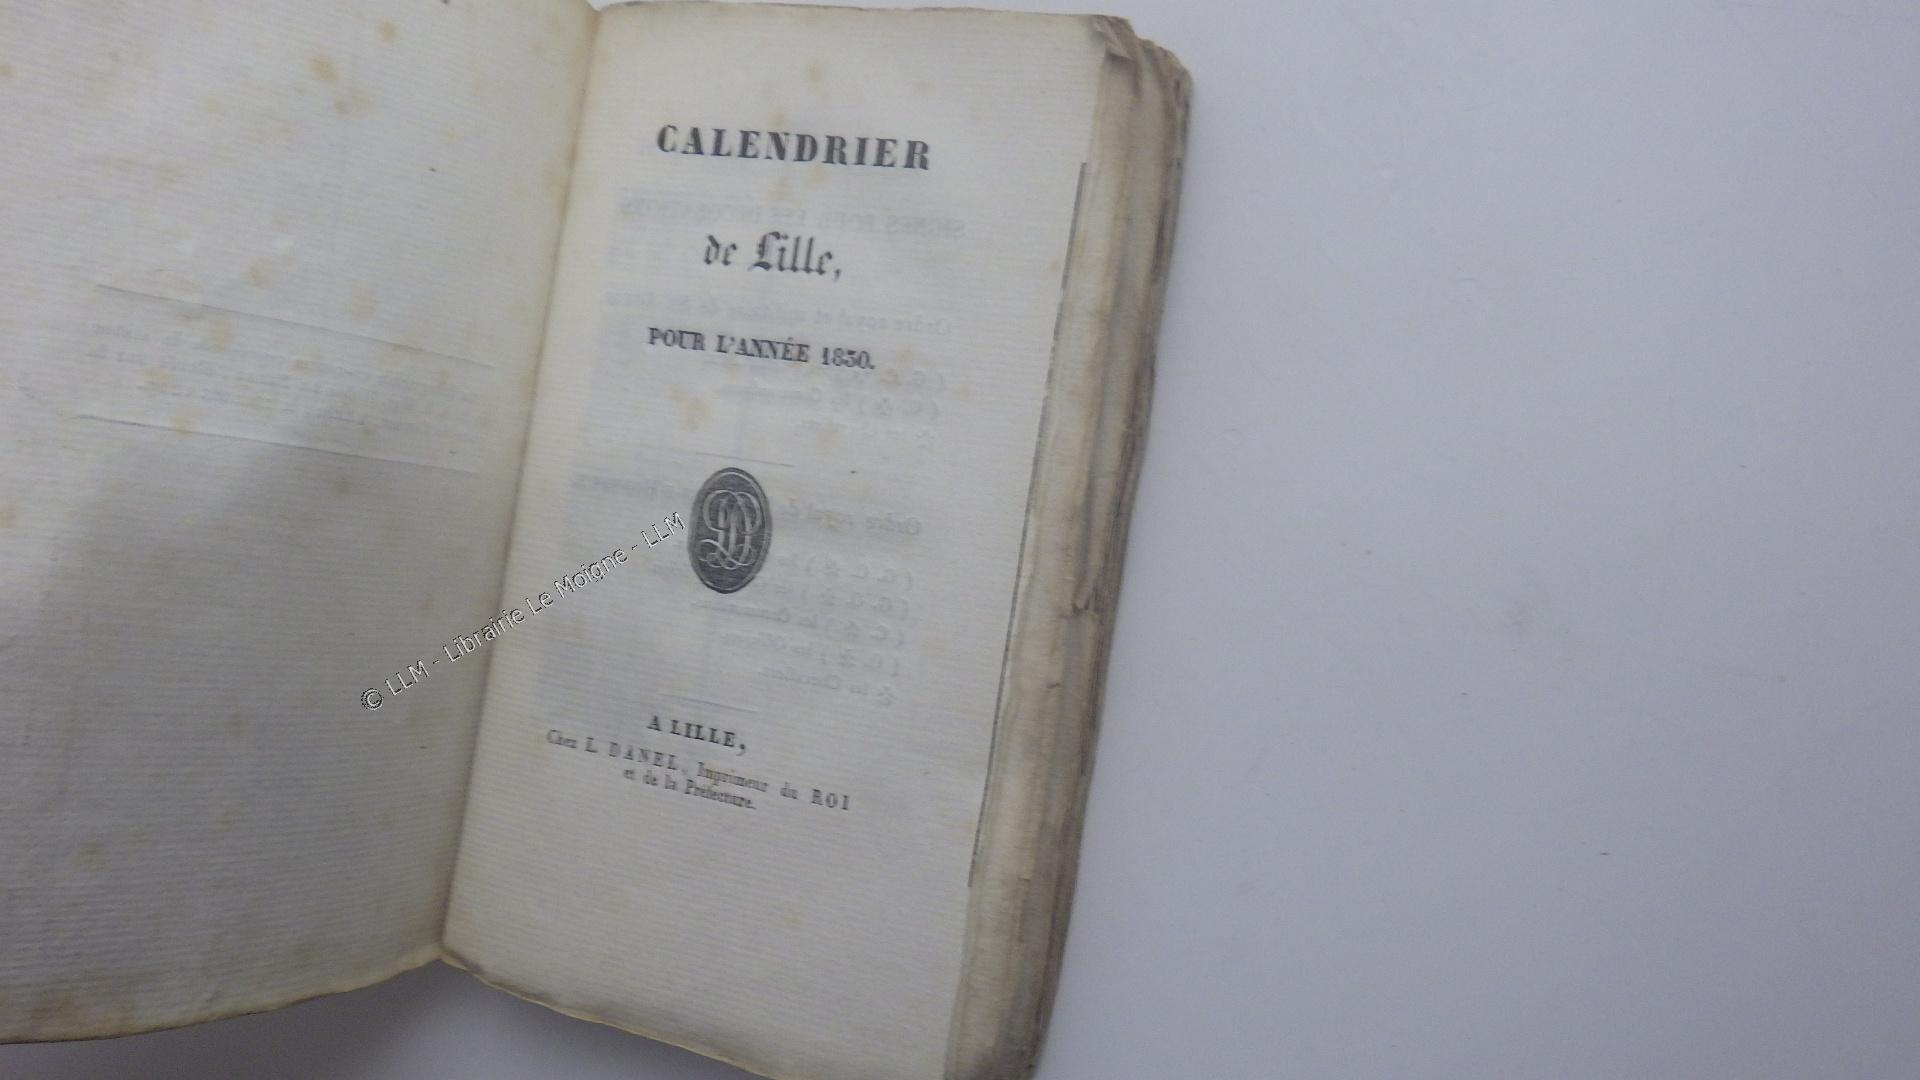 CALENDRIER
de Lille,
POUR L'ANNÉE 1830.
A LILLE,
Chez L. DANEL, Imprimeur du ROI
et de la Préfecture.
© LLM - Librairie Le Moigne - LLM